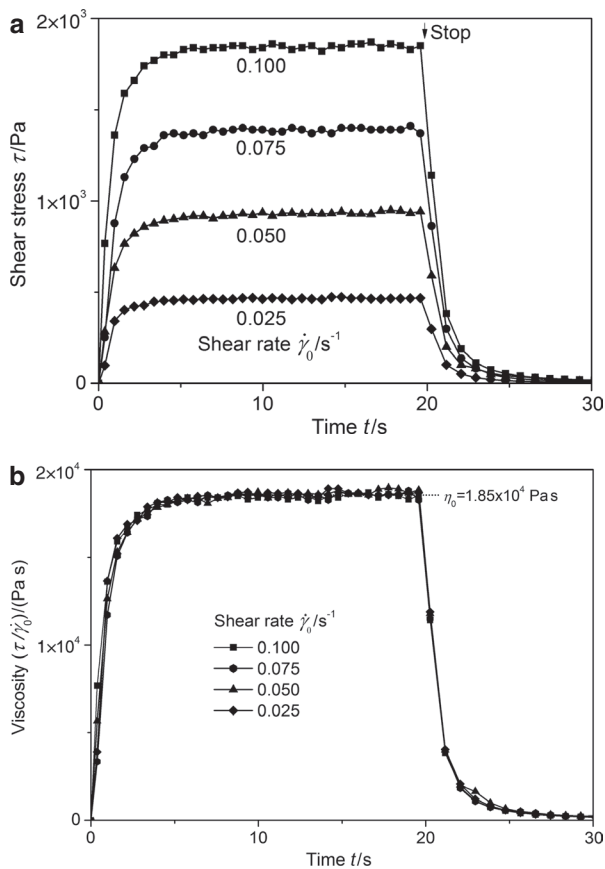 a
2×10³
Stop
0.100
0.075
1×10³
0.050
0.025
Shear rate γ̇₀/s⁻¹
0
0 10 20 30
Shear stress τ/Pa
Time t/s
b
2×10⁴
η₀=1.85x10⁴ Pa s
Shear rate γ̇₀/s⁻¹
0.100
1×10⁴
0.075
0.050
0.025
0
0 10 20 30
Viscosity (τ/γ̇₀)/(Pa s)
Time t/s